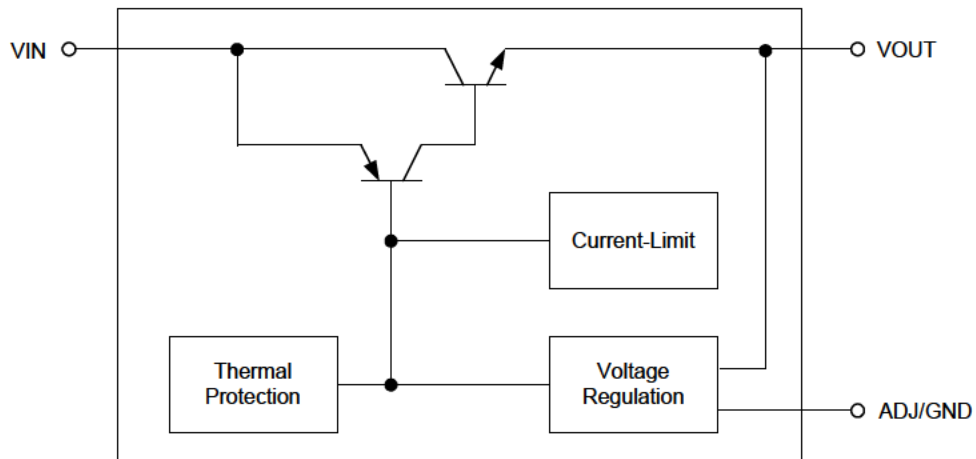 VIN
VOUT
Current-Limit
Thermal
Protection
Voltage
Regulation
ADJ/GND